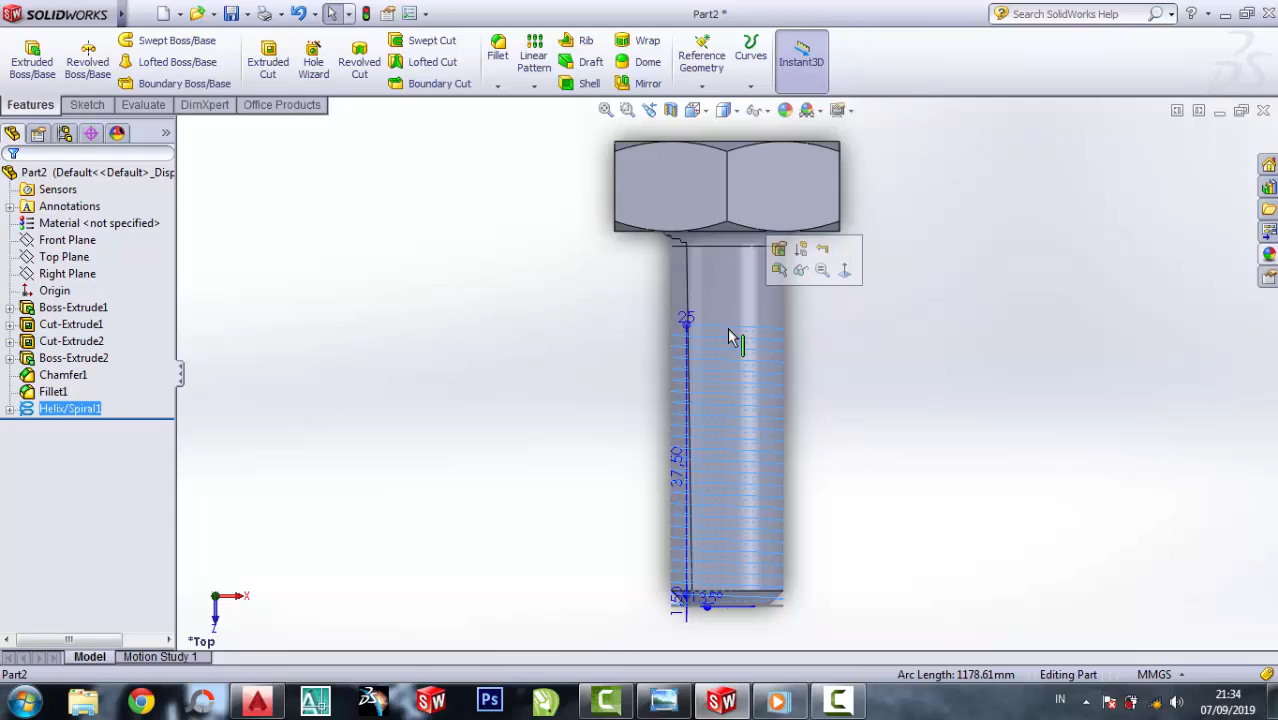 SOLIDWORKS
Part2 *
Search SolidWorks Help
Extruded Boss/Base
Revolved Boss/Base
Swept Boss/Base
Lofted Boss/Base
Boundary Boss/Base
Extruded Cut
Hole Wizard
Revolved Cut
Swept Cut
Lofted Cut
Boundary Cut
Fillet
Linear Pattern
Rib
Draft
Shell
Wrap
Dome
Mirror
Reference Geometry
Curves
Instant3D
Features
Sketch
Evaluate
DimXpert
Office Products
Part2 (Default<<Default>_Disp
Sensors
Annotations
Material <not specified>
Front Plane
Top Plane
Right Plane
Origin
Boss-Extrude1
Cut-Extrude1
Cut-Extrude2
Boss-Extrude2
Chamfer1
Fillet1
Helix/Spiral1
25
37,50
1,50
X
Z
*Top
Model
Motion Study 1
Part2
Arc Length: 1178.61mm
Editing Part
MMGS
IN
21:34
07/09/2019